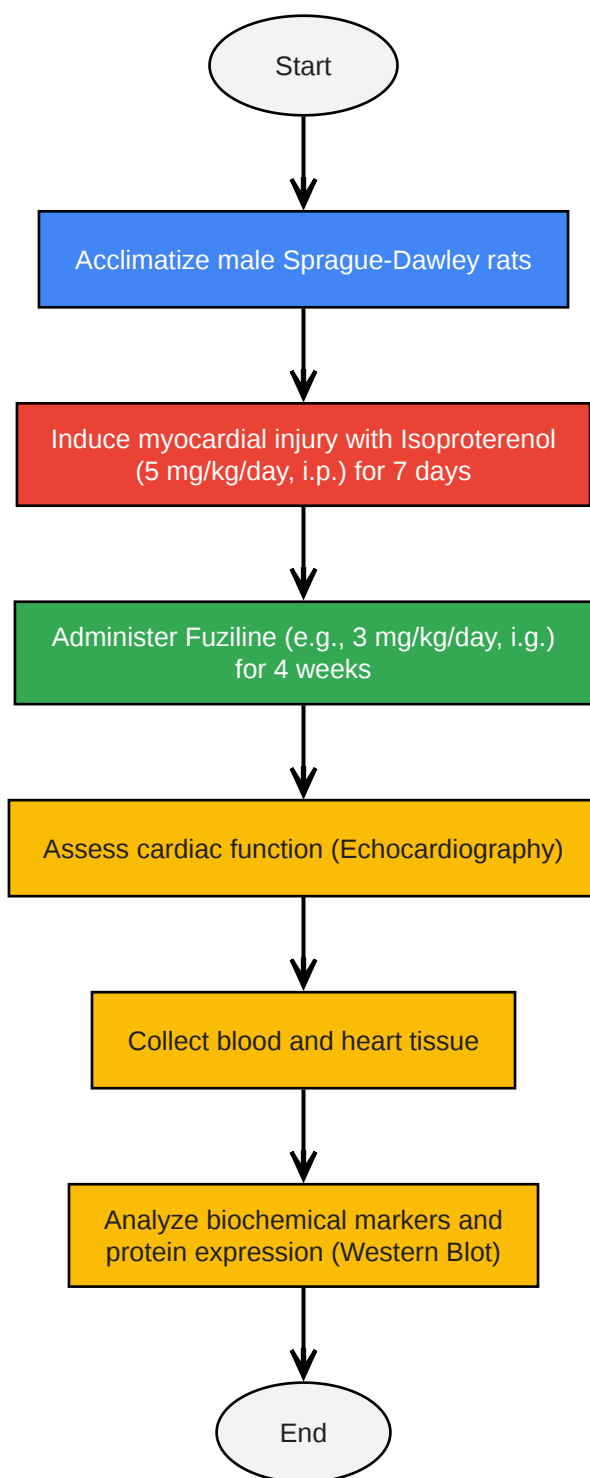 Start
Acclimatize male Sprague-Dawley rats
Induce myocardial injury with Isoproterenol
(5 mg/kg/day, i.p.) for 7 days
Administer Fuziline (e.g., 3 mg/kg/day, i.g.)
for 4 weeks
Assess cardiac function (Echocardiography)
Collect blood and heart tissue
Analyze biochemical markers and
protein expression (Western Blot)
End